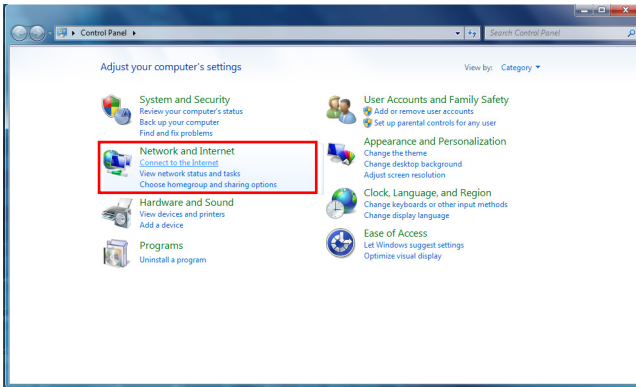 Control Panel
Search Control Panel
Adjust your computer's settings
View by: Category
System and Security
Review your computer's status
Back up your computer
Find and fix problems
Network and Internet
Connect to the Internet
View network status and tasks
Choose homegroup and sharing options
Hardware and Sound
View devices and printers
Add a device
Programs
Uninstall a program
User Accounts and Family Safety
Add or remove user accounts
Set up parental controls for any user
Appearance and Personalization
Change the theme
Change desktop background
Adjust screen resolution
Clock, Language, and Region
Change keyboards or other input methods
Change display language
Ease of Access
Let Windows suggest settings
Optimize visual display